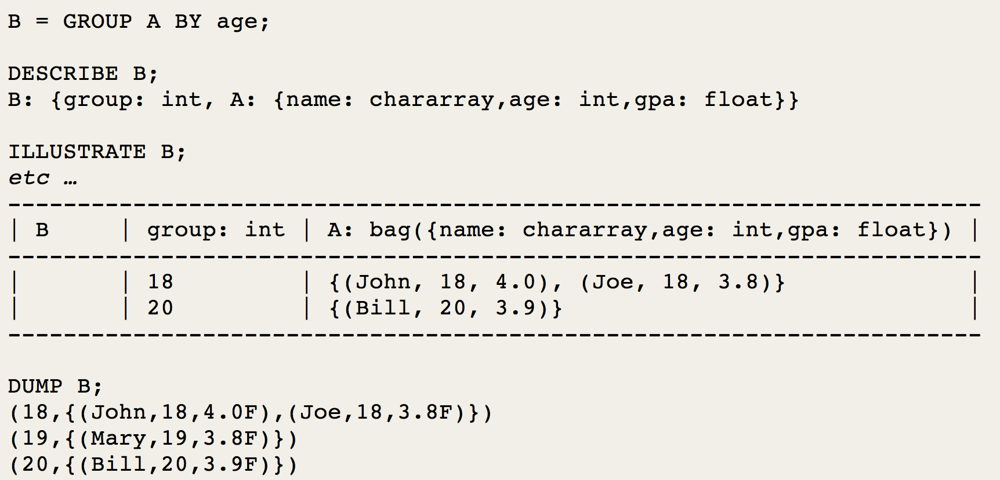 B = GROUP A BY age;
DESCRIBE B;
B: {group: int, A: {name: chararray,age: int,gpa: float}}
ILLUSTRATE B;
etc …
----------------------------------------------------------------------
| B     | group: int | A: bag({name: chararray,age: int,gpa: float}) |
----------------------------------------------------------------------
|       | 18         | {(John, 18, 4.0), (Joe, 18, 3.8)}             |
|       | 20         | {(Bill, 20, 3.9)}                             |
----------------------------------------------------------------------
DUMP B;
(18,{(John,18,4.0F),(Joe,18,3.8F)})
(19,{(Mary,19,3.8F)})
(20,{(Bill,20,3.9F)})